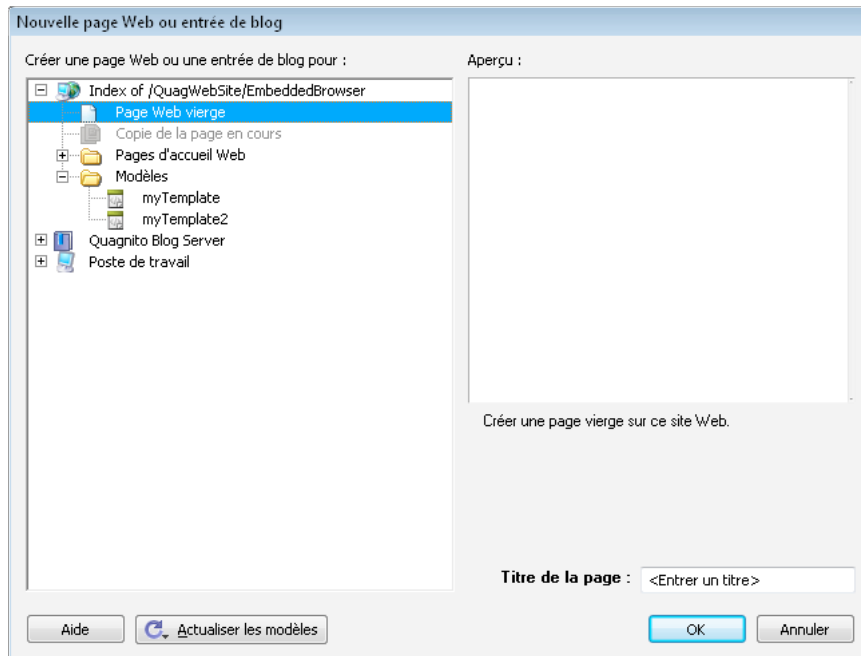 Nouvelle page Web ou entrée de blog
Créer une page Web ou une entrée de blog pour :
Index of /QuagWebSite/EmbeddedBrowser
Page Web vierge
Copie de la page en cours
Pages d'accueil Web
Modèles
myTemplate
myTemplate2
Quagnito Blog Server
Poste de travail
Aperçu :
Créer une page vierge sur ce site Web.
Titre de la page : <Entrer un titre>
Aide Actualiser les modèles OK Annuler